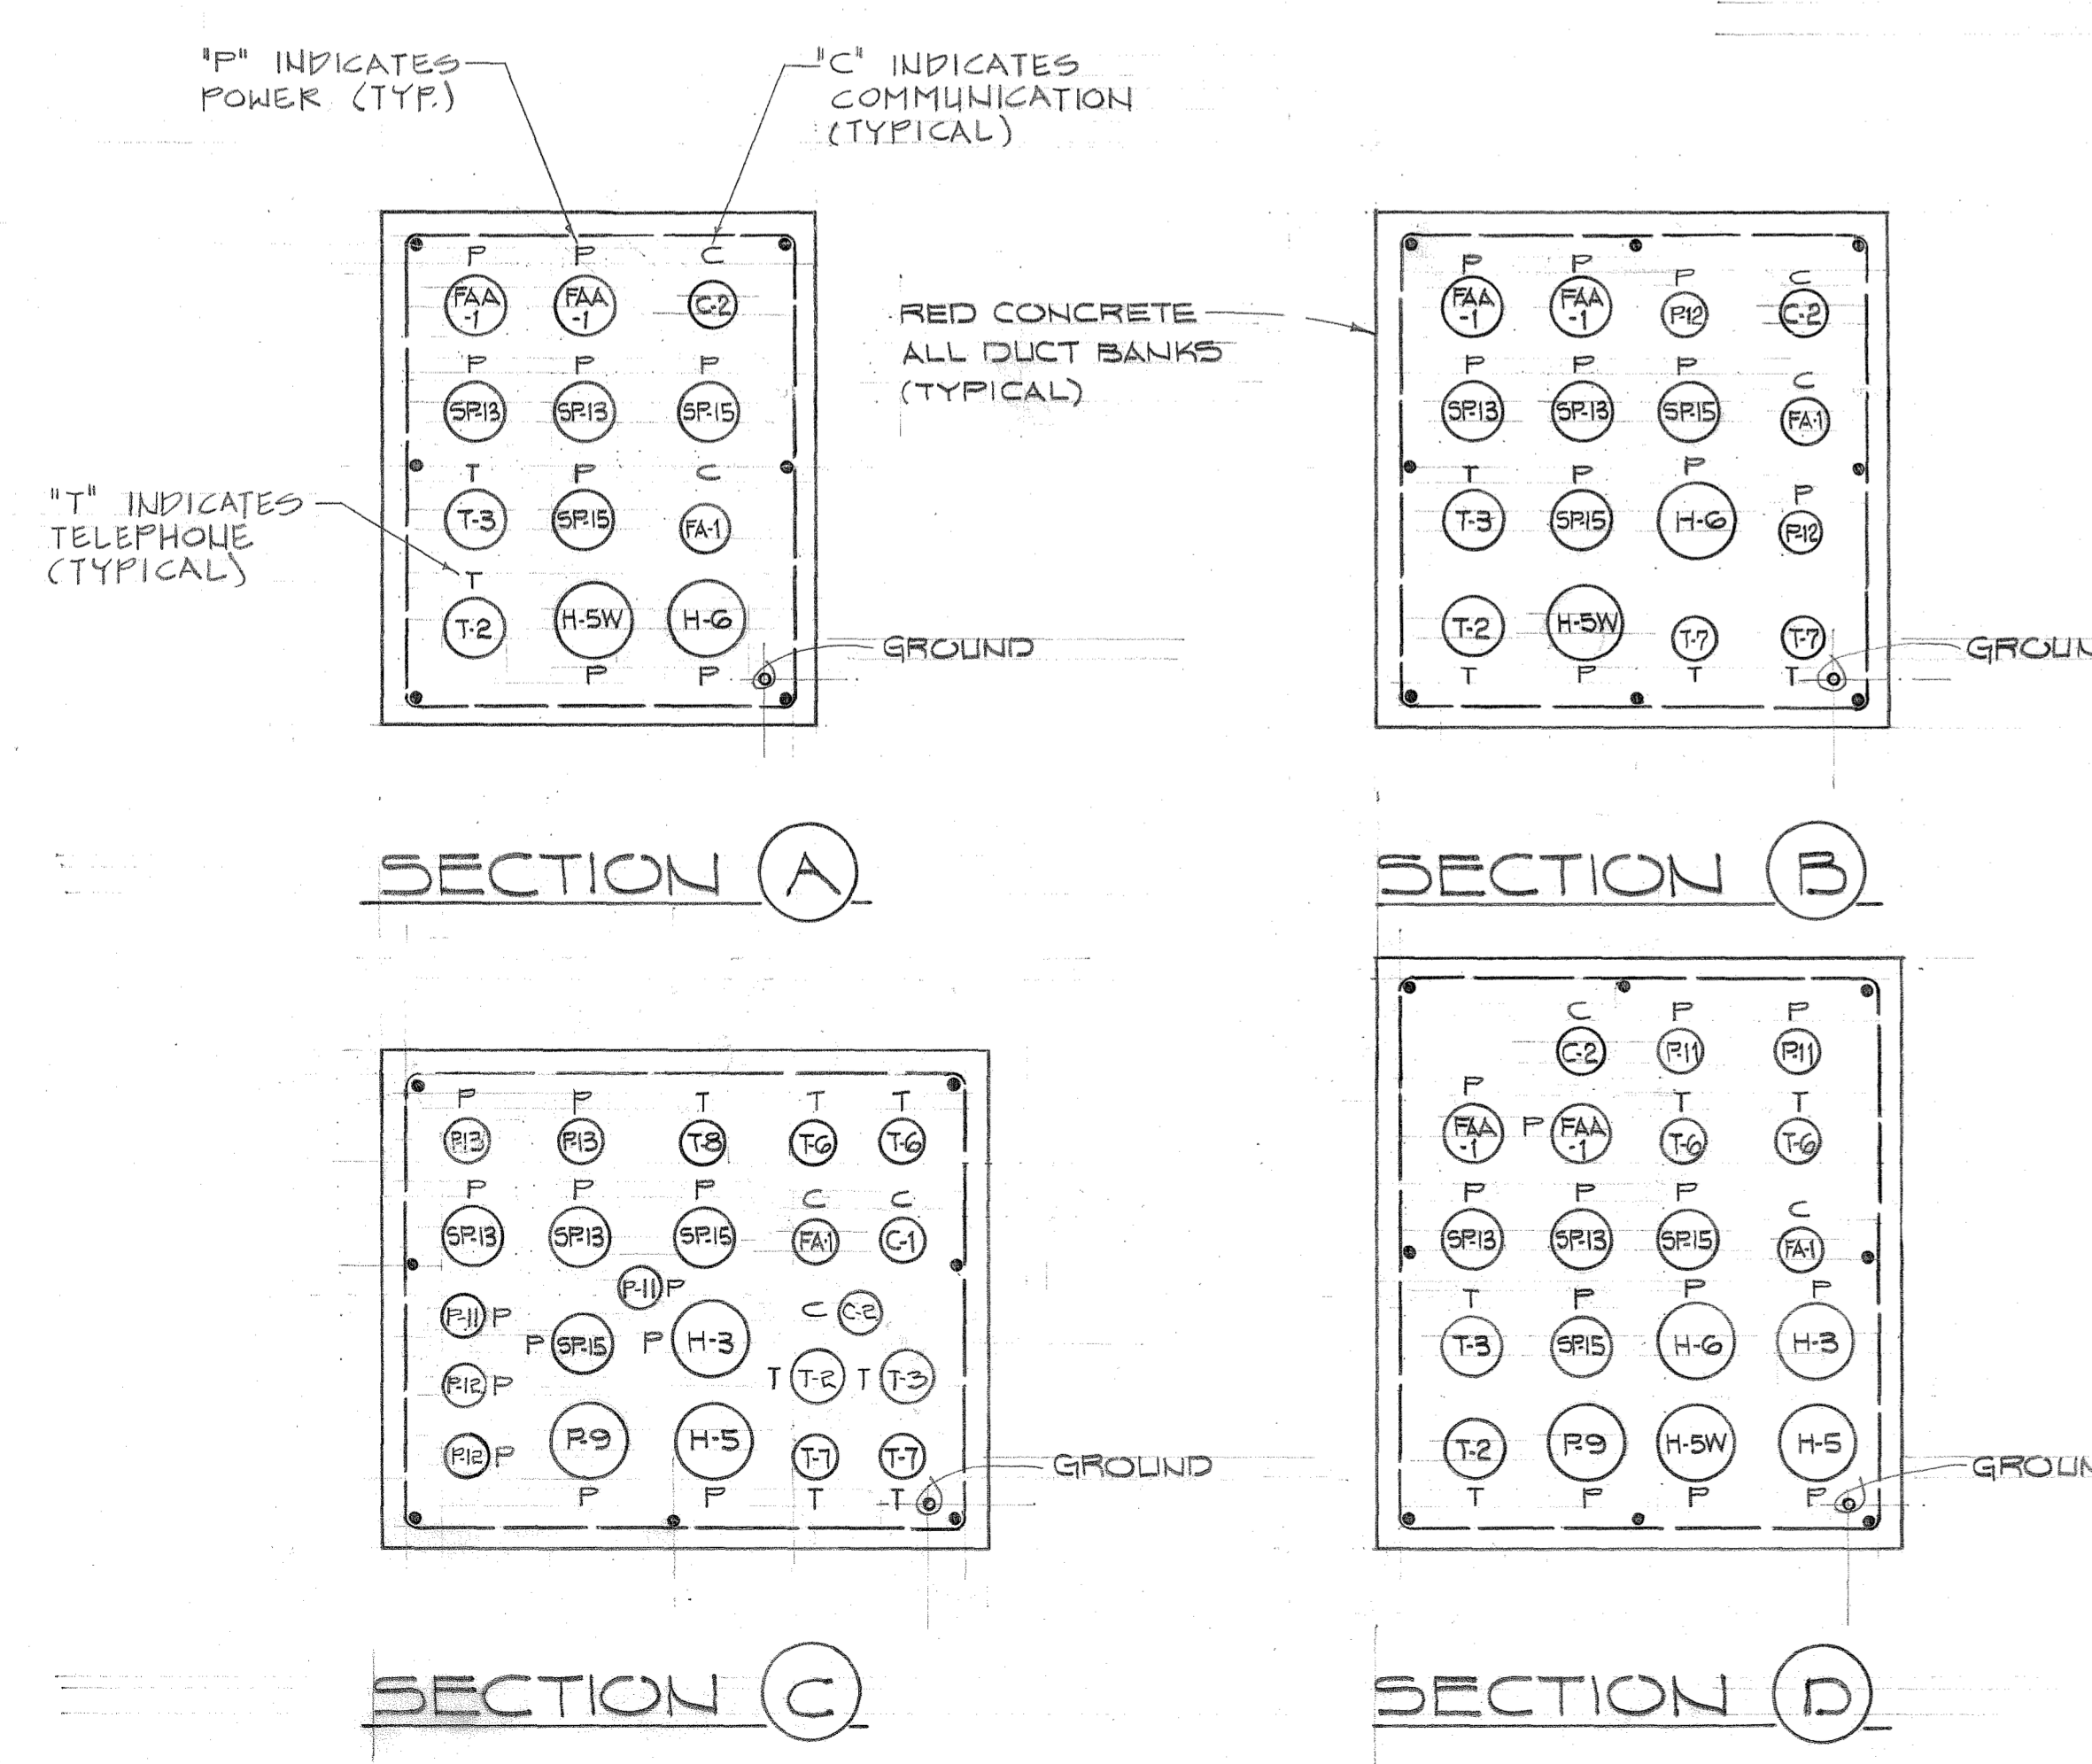 "P" INDICATES
POWER (TYP.)
"C" INDICATES
COMMUNICATION
(TYPICAL)
P P C
FAA-1 FAA-1 C-2
P P P
SP-13 SP-13 SP-15
T P C
T-3 SP-15 FA-1
T
T-2 H-5W H-6
P P
"T" INDICATES
TELEPHONE
(TYPICAL)
GROUND
SECTION A
RED CONCRETE
ALL DUCT BANKS
(TYPICAL)
P P P C
FAA-1 FAA-1 P-12 C-2
P P P C
SP-13 SP-13 SP-15 FA-1
T P P P
T-3 SP-15 H-6 P-12
T-2 H-5W T-7 T-7
T P T T
GROUN
SECTION B
P P T T T
P-13 P-13 T-8 T-6 T-6
P P P C C
SP-13 SP-13 SP-15 FA-1 C-1
P-11 P
P-11 P P SP-15 P H-3 C C-2
P-12 P T T-2 T T-3
P-12 P P-9 H-5 T-7 T-7
P P T T
GROUND
SECTION C
C P P
C-2 P-11 P-11
P T T
FAA-1 P FAA-1 T-6 T-6
P P P C
SP-13 SP-13 SP-15 FA-1
T P P P
T-3 SP-15 H-6 H-3
T-2 P-9 H-5W H-5
T P P P
GROUN
SECTION D